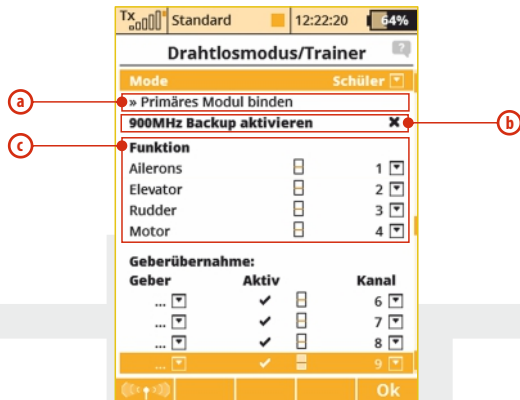 Tx Standard 12:22:20 64%
Drahtlosmodus/Trainer ?
Mode Schüler
a » Primäres Modul binden
900MHz Backup aktivieren b
c Funktion
Ailerons 1
Elevator 2
Rudder 3
Motor 4
Geberübernahme:
Geber Aktiv Kanal
... 6
... 7
... 8
... 9
Ok